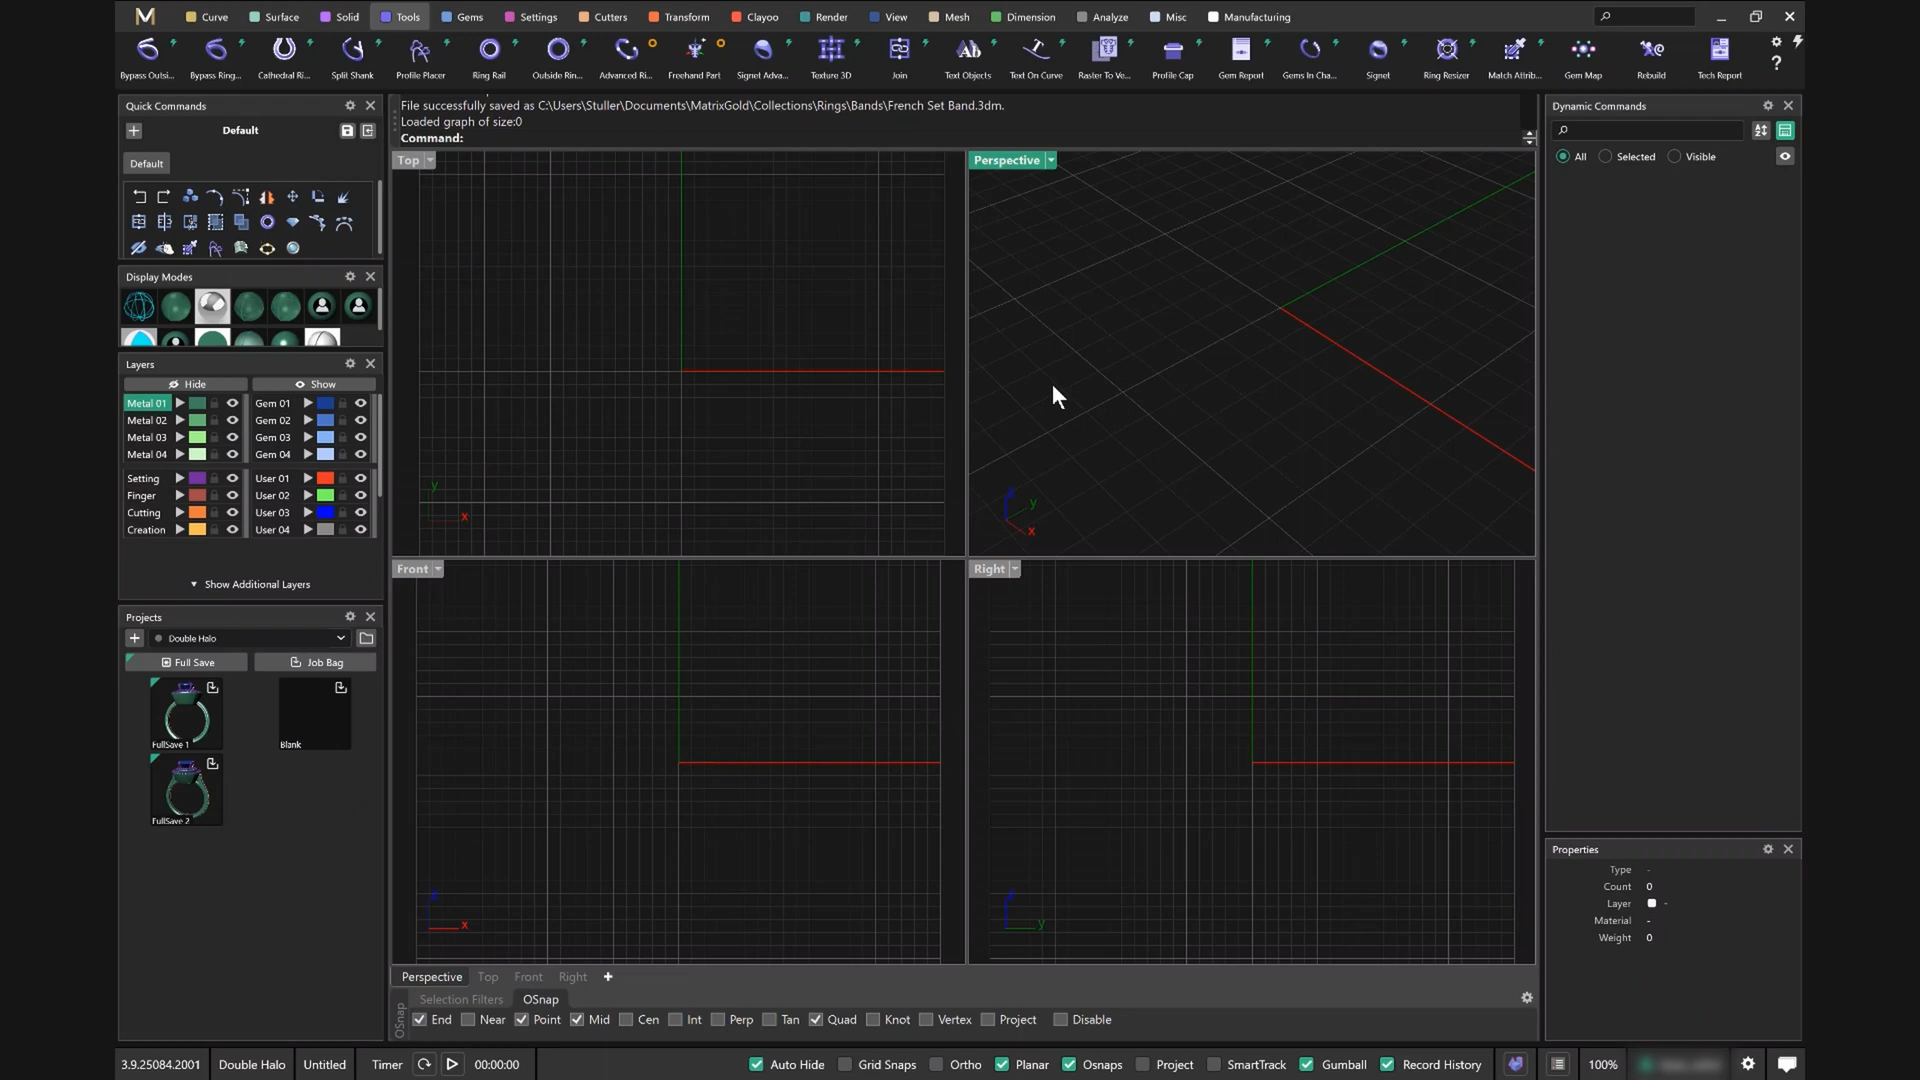 Curve Surface Solid Tools Gems Settings Cutters Transform Clayoo Render View Mesh Dimension Analyze Misc Manufacturing
Bypass Outsi... Bypass Ring... Cathedral Ri... Split Shank Profile Placer Ring Rail Outside Rin... Advanced Ri... Freehand Part Signet Adva... Texture 3D Join Text Objects Text On Curve Raster To Ve... Profile Cap Gem Report Gems In Cha... Signet Ring Resizer Match Attrib... Gem Map Rebuild Tech Report
Quick Commands
Default
Default
File successfully saved as C:\Users\Stuller\Documents\MatrixGold\Collections\Rings\Bands\French Set Band.3dm.
Loaded graph of size:0
Command:
Dynamic Commands
All Selected Visible
Top
Perspective
Display Modes
Layers
Hide Show
Metal 01 Gem 01
Metal 02 Gem 02
Metal 03 Gem 03
Metal 04 Gem 04
Setting User 01
Finger User 02
Cutting User 03
Creation User 04
Show Additional Layers
y
x
z
y
x
Front
Right
Projects
Double Halo
Full Save Job Bag
FullSave 1
Blank
FullSave 2
z
x
z
y
Properties
Type -
Count 0
Layer -
Material -
Weight 0
Perspective Top Front Right
Selection Filters OSnap
OSnap
End Near Point Mid Cen Int Perp Tan Quad Knot Vertex Project Disable
3.9.25084.2001 Double Halo Untitled Timer 00:00:00 Auto Hide Grid Snaps Ortho Planar Osnaps Project SmartTrack Gumball Record History 100%